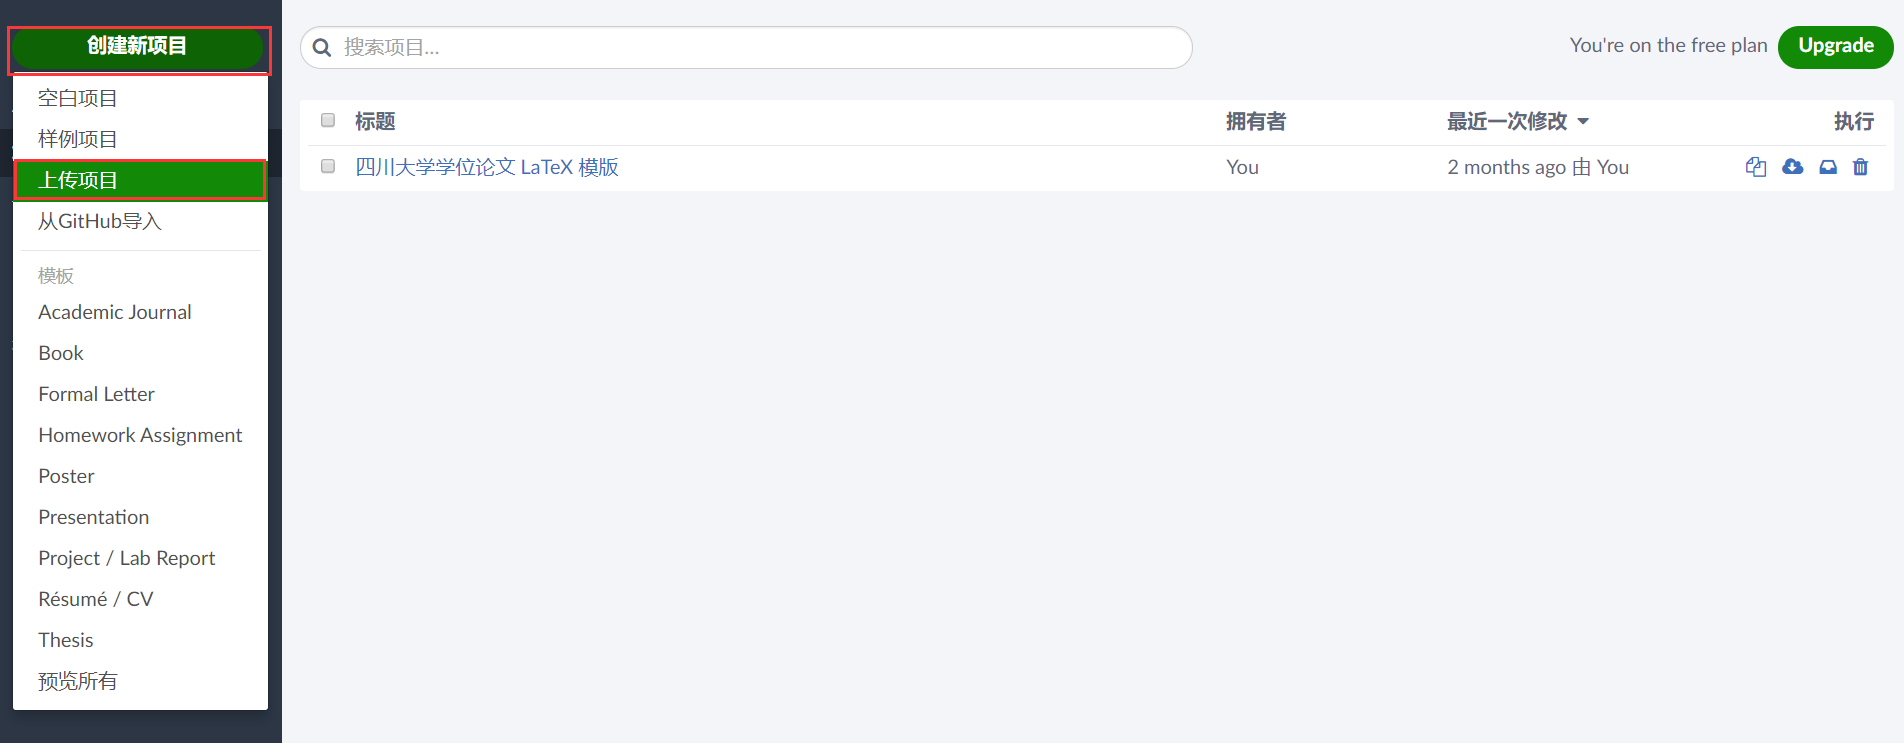 创建新项目
空白项目
样例项目
上传项目
从GitHub导入
模板
Academic Journal
Book
Formal Letter
Homework Assignment
Poster
Presentation
Project / Lab Report
Résumé / CV
Thesis
预览所有
搜索项目...
You're on the free plan Upgrade
标题 拥有者 最近一次修改 执行
四川大学学位论文 LaTeX 模版 You 2 months ago 由 You